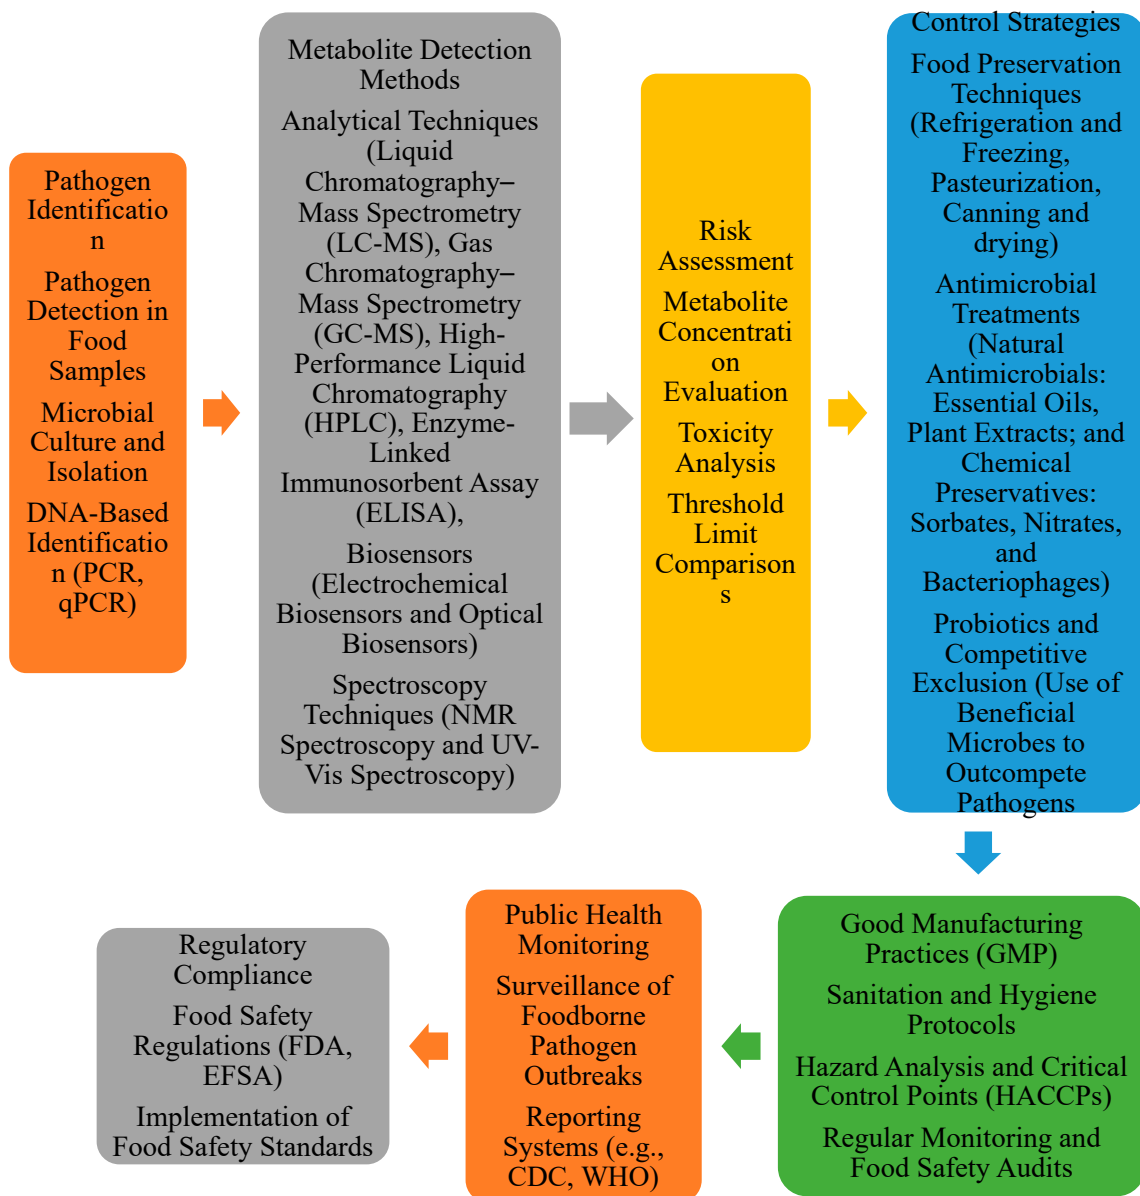 Pathogen
Identificatio
n
Pathogen
Detection in
Food
Samples
Microbial
Culture and
Isolation
DNA-Based
Identificatio
n (PCR,
qPCR)
Metabolite Detection
Methods
Analytical Techniques
(Liquid
Chromatography–
Mass Spectrometry
(LC-MS), Gas
Chromatography–
Mass Spectrometry
(GC-MS), High-
Performance Liquid
Chromatography
(HPLC), Enzyme-
Linked
Immunosorbent Assay
(ELISA),
Biosensors
(Electrochemical
Biosensors and Optical
Biosensors)
Spectroscopy
Techniques (NMR
Spectroscopy and UV-
Vis Spectroscopy)
Risk
Assessment
Metabolite
Concentrati
on
Evaluation
Toxicity
Analysis
Threshold
Limit
Comparison
s
Control Strategies
Food Preservation
Techniques
(Refrigeration and
Freezing,
Pasteurization,
Canning and
drying)
Antimicrobial
Treatments
(Natural
Antimicrobials:
Essential Oils,
Plant Extracts; and
Chemical
Preservatives:
Sorbates, Nitrates,
and
Bacteriophages)
Probiotics and
Competitive
Exclusion (Use of
Beneficial
Microbes to
Outcompete
Pathogens
Good Manufacturing
Practices (GMP)
Sanitation and Hygiene
Protocols
Hazard Analysis and Critical
Control Points (HACCPs)
Regular Monitoring and
Food Safety Audits
Public Health
Monitoring
Surveillance of
Foodborne
Pathogen
Outbreaks
Reporting
Systems (e.g.,
CDC, WHO)
Regulatory
Compliance
Food Safety
Regulations (FDA,
EFSA)
Implementation of
Food Safety Standards